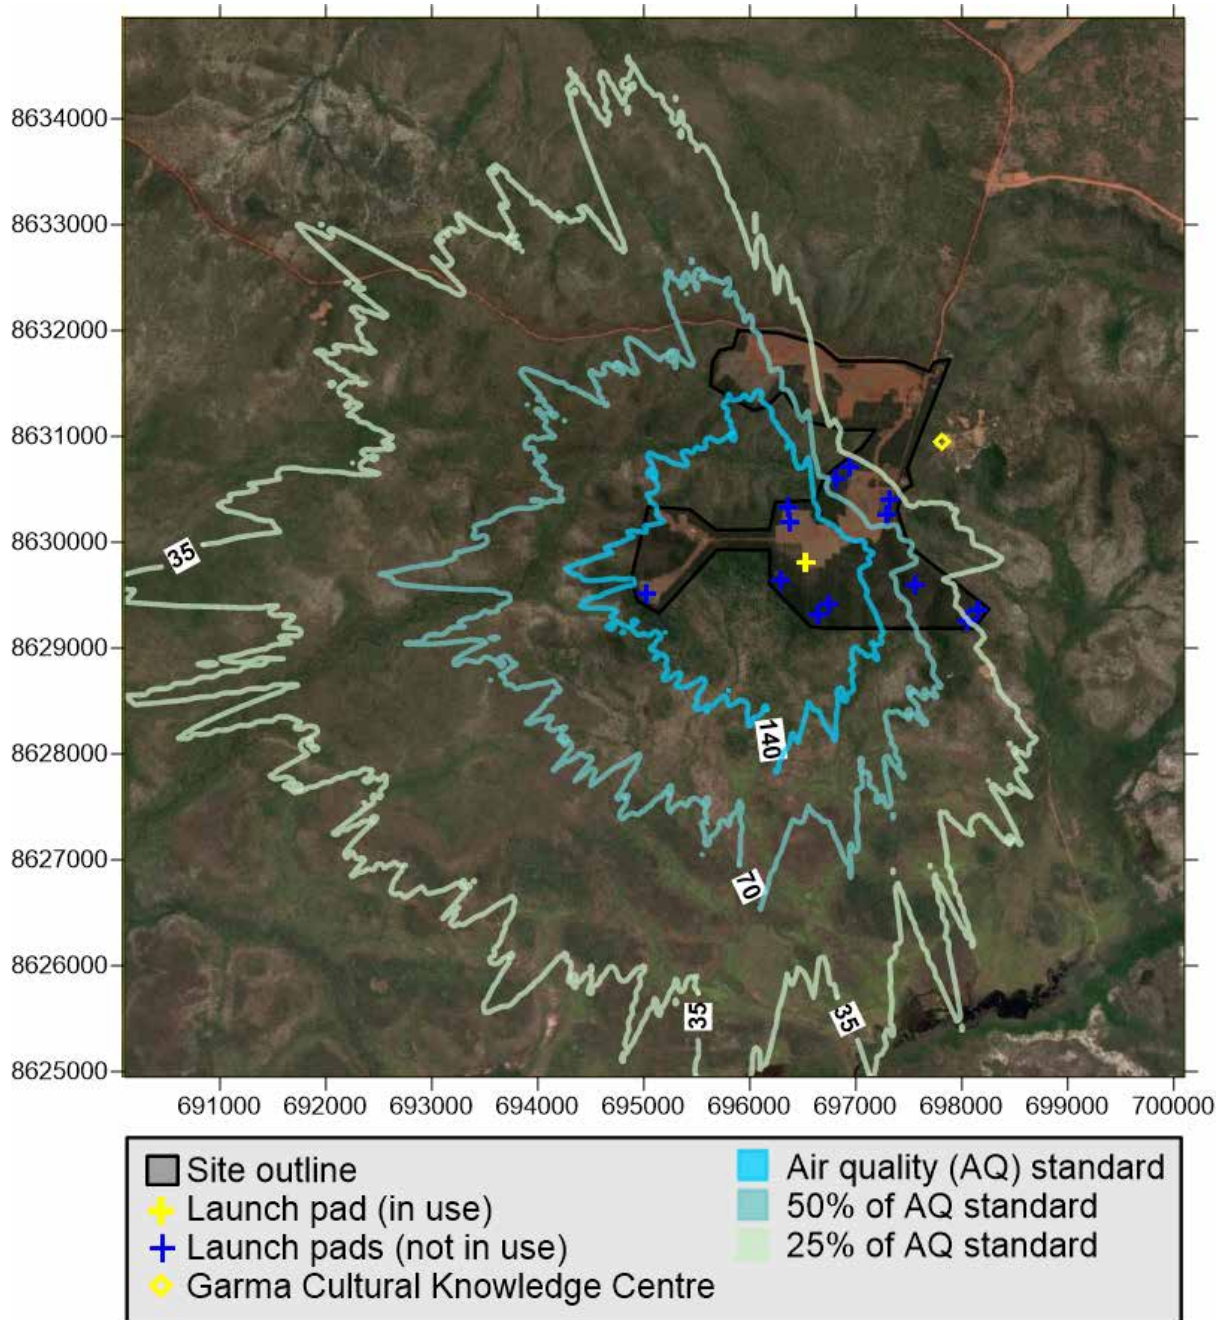 8634000
8633000
8632000
8631000
8630000
8629000
8628000
8627000
8626000
8625000
35
140
70
35
35
691000 692000 693000 694000 695000 696000 697000 698000 699000 700000
Site outline
Launch pad (in use)
Launch pads (not in use)
Garma Cultural Knowledge Centre
Air quality (AQ) standard
50% of AQ standard
25% of AQ standard